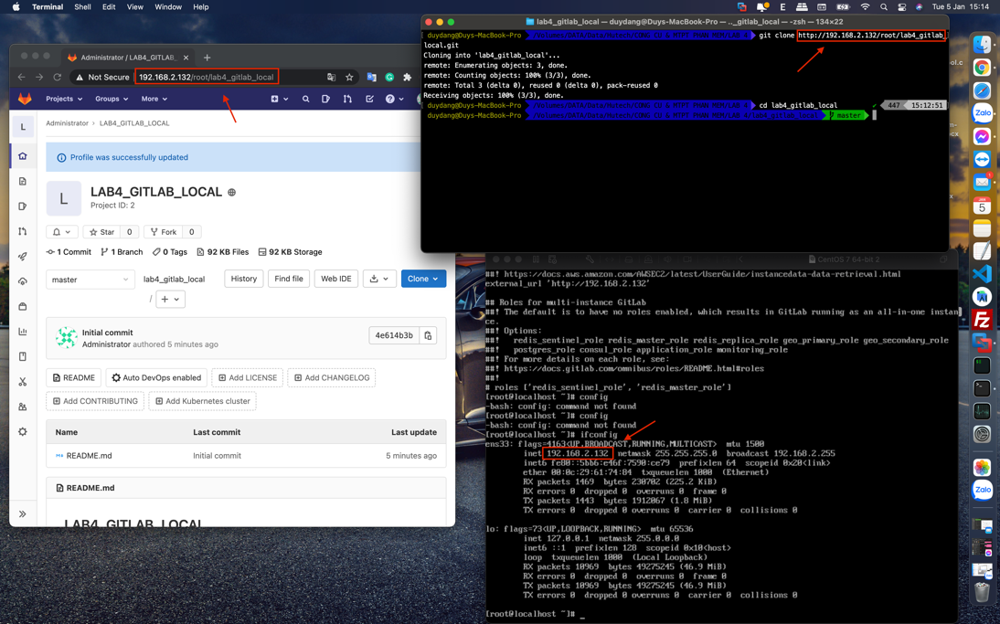 Terminal Shell Edit View Window Help
Tue 5 Jan 15:14
Administrator / LAB4_GITLAB_
Not Secure 192.168.2.132/root/lab4_gitlab_local
Projects Groups More
L Administrator > LAB4_GITLAB_LOCAL
Profile was successfully updated
L
LAB4_GITLAB_LOCAL
Project ID: 2
Star 0 Fork 0
1 Commit 1 Branch 0 Tags 92 KB Files 92 KB Storage
master lab4_gitlab_local History Find file Web IDE Clone
/ +
Initial commit
Administrator authored 5 minutes ago
4e614b3b
README Auto DevOps enabled Add LICENSE Add CHANGELOG
Add CONTRIBUTING Add Kubernetes cluster
Name Last commit Last update
README.md Initial commit 5 minutes ago
README.md
LAB4_GITLAB_LOCAL
lab4_gitlab_local — duydang@Duys-MacBook-Pro — .._gitlab_local — -zsh — 134×22
duydang@Duys-MacBook-Pro git clone http://192.168.2.132/root/lab4_gitlab_
local.git
Cloning into 'lab4_gitlab_local'...
remote: Enumerating objects: 3, done.
remote: Counting objects: 100% (3/3), done.
remote: Total 3 (delta 0), reused 0 (delta 0), pack-reused 0
Receiving objects: 100% (3/3), done.
duydang@Duys-MacBook-Pro cd lab4_gitlab_local 447 15:12:51
duydang@Duys-MacBook-Pro master
CentOS 7 64-bit 2
##! https://docs.aws.amazon.com/AWSEC2/latest/UserGuide/instancedata-data-retrieval.html
external_url 'http://192.168.2.132'
## Roles for multi-instance GitLab
##! The default is to have no roles enabled, which results in GitLab running as an all-in-one instan
ce.
##! Options:
##! redis_sentinel_role redis_master_role redis_replica_role geo_primary_role geo_secondary_role
##! postgres_role consul_role application_role monitoring_role
##! For more details on each role, see:
##! https://docs.gitlab.com/omnibus/roles/README.html#roles
##!
# roles ['redis_sentinel_role', 'redis_master_role']
[root@localhost ~]# config
-bash: config: command not found
[root@localhost ~]# config
-bash: config: command not found
[root@localhost ~]# ifconfig
ens33: flags=4163<UP,BROADCAST,RUNNING,MULTICAST> mtu 1500
inet 192.168.2.132 netmask 255.255.255.0 broadcast 192.168.2.255
inet6 fe80::5bb6:e46f:7590:ce79 prefixlen 64 scopeid 0x20<link>
ether 00:0c:29:61:74:84 txqueuelen 1000 (Ethernet)
RX packets 1469 bytes 230702 (225.2 KiB)
RX errors 0 dropped 0 overruns 0 frame 0
TX packets 1443 bytes 1912067 (1.8 MiB)
TX errors 0 dropped 0 overruns 0 carrier 0 collisions 0
lo: flags=73<UP,LOOPBACK,RUNNING> mtu 65536
inet 127.0.0.1 netmask 255.0.0.0
inet6 ::1 prefixlen 128 scopeid 0x10<host>
loop txqueuelen 1000 (Local Loopback)
RX packets 10969 bytes 49275245 (46.9 MiB)
RX errors 0 dropped 0 overruns 0 frame 0
TX packets 10969 bytes 49275245 (46.9 MiB)
TX errors 0 dropped 0 overruns 0 carrier 0 collisions 0
[root@localhost ~]# _
Zalo
JAN
5
Zalo